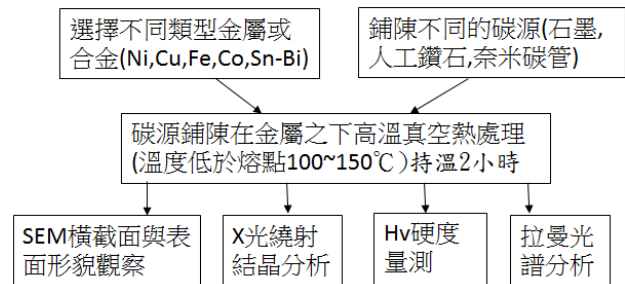 選擇不同類型金屬或
合金(Ni,Cu,Fe,Co,Sn-Bi)
鋪陳不同的碳源(石墨,
人工鑽石,奈米碳管)
碳源鋪陳在金屬之下高溫真空熱處理
(溫度低於熔點100~150℃)持溫2小時
SEM橫截面與表
面形貌觀察
X光繞射
結晶分析
Hv硬度
量測
拉曼光
譜分析